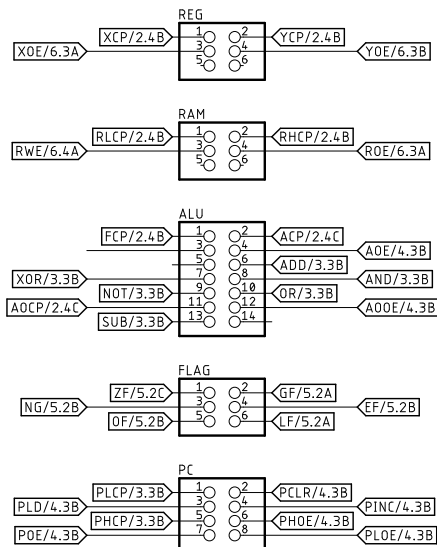 REG
XCP/2.4B 1 2 YCP/2.4B
XOE/6.3A 3 4 YOE/6.3B
5 6
RAM
RLCP/2.4B 1 2 RHCP/2.4B
RWE/6.4A 3 4 ROE/6.3A
5 6
ALU
FCP/2.4B 1 2 ACP/2.4C
3 4 AOE/4.3B
5 6 ADD/3.3B
XOR/3.3B 7 8 AND/3.3B
NOT/3.3B 9 10 OR/3.3B
AOCP/2.4C 11 12 AOOE/4.3B
SUB/3.3B 13 14
FLAG
ZF/5.2C 1 2 GF/5.2A
NG/5.2B 3 4 EF/5.2B
OF/5.2B 5 6 LF/5.2A
PC
PLCP/3.3B 1 2 PCLR/4.3B
PLD/4.3B 3 4 PINC/4.3B
PHCP/3.3B 5 6 PHOE/4.3B
POE/4.3B 7 8 PLOE/4.3B